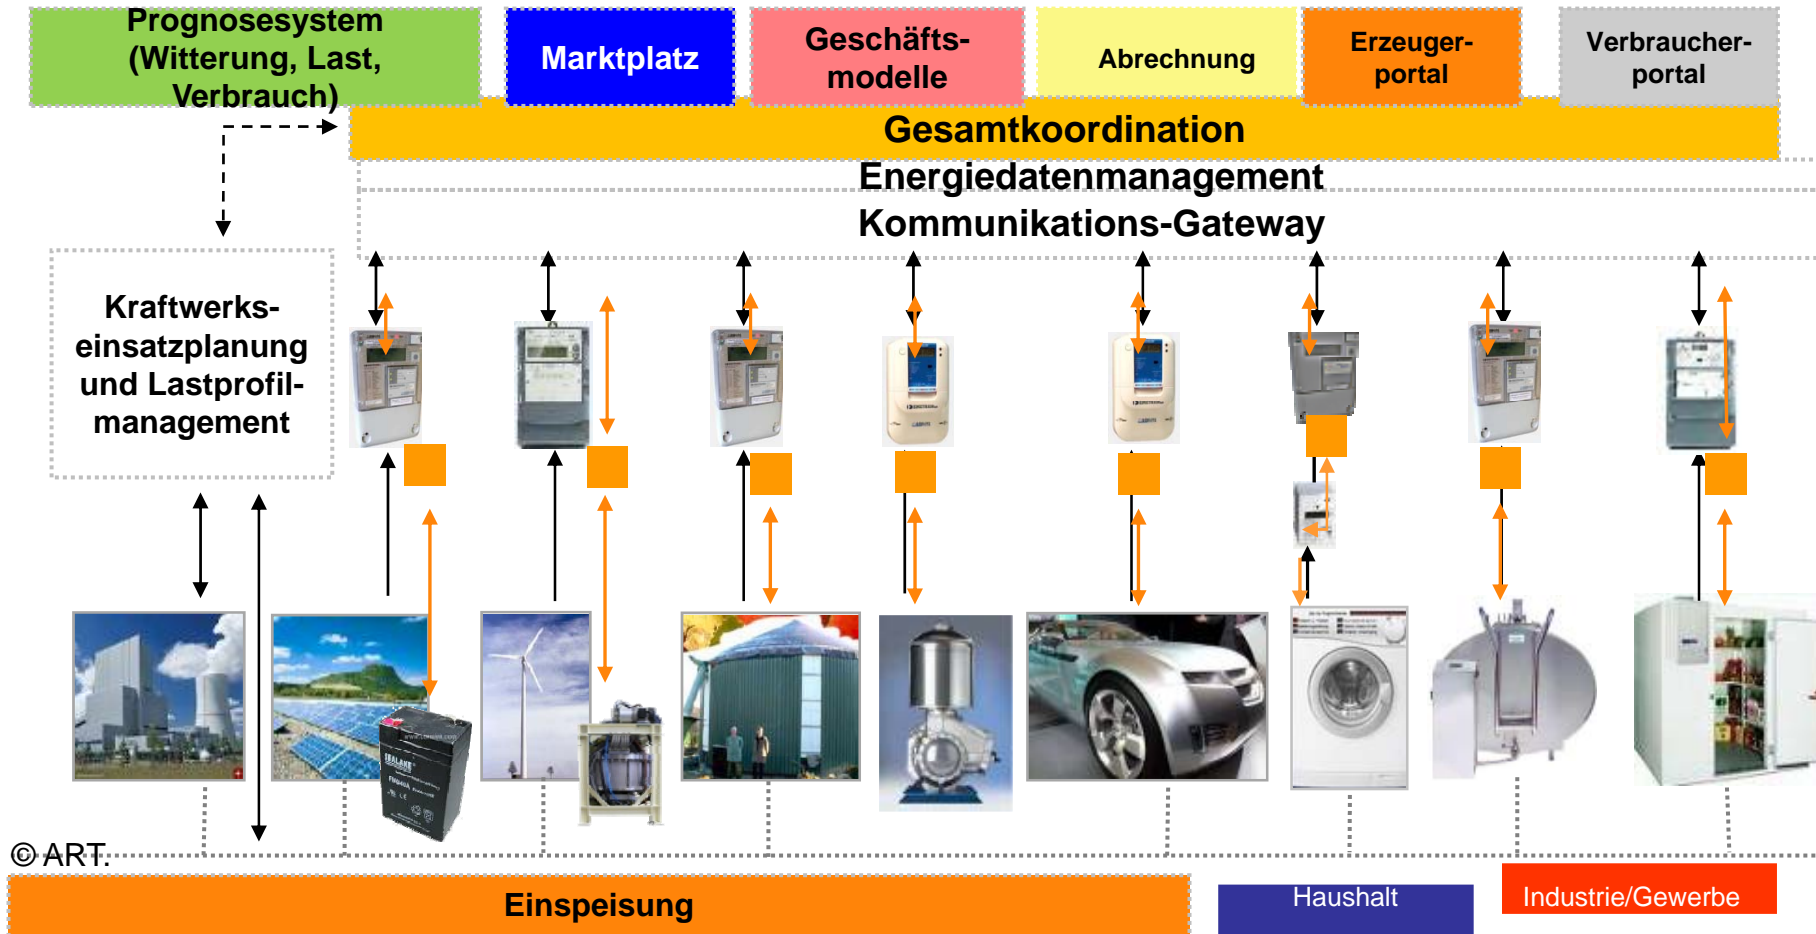 Prognosesystem
(Witterung, Last,
Verbrauch)
Marktplatz
Geschäfts-
modelle
Abrechnung
Erzeuger-
portal
Verbraucher-
portal
Gesamtkoordination
Energiedatenmanagement
Kommunikations-Gateway
Kraftwerks-
einsatzplanung
und Lastprofil-
management
© ART.
Einspeisung
Haushalt
Industrie/Gewerbe